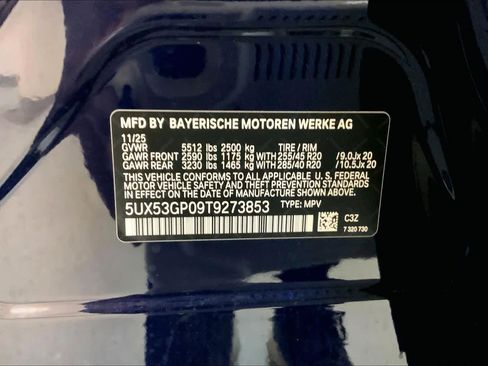 MFD BY BAYERISCHE MOTOREN WERKE AG
11/25
GVWR 5512 lbs 2500 kg TIRE / RIM
GAWR FRONT 2590 lbs 1175 kg 255/45 R20 /9.0Jx 20
GAWR REAR 3230 lbs 1465 kg 285/40 R20 /10.5Jx 20
THIS VEHICLE CONFORMS TO ALL APPLICABLE U.S. FEDERAL
MOTOR VEHICLE SAFETY, BUMPER, AND THEFT PREVENTION
STANDARDS IN EFFECT ON THE DATE OF MANUFACTURE
SHOWN ABOVE.
5UX53GP09T9273853 TYPE: MPV
C3Z
7 320 730